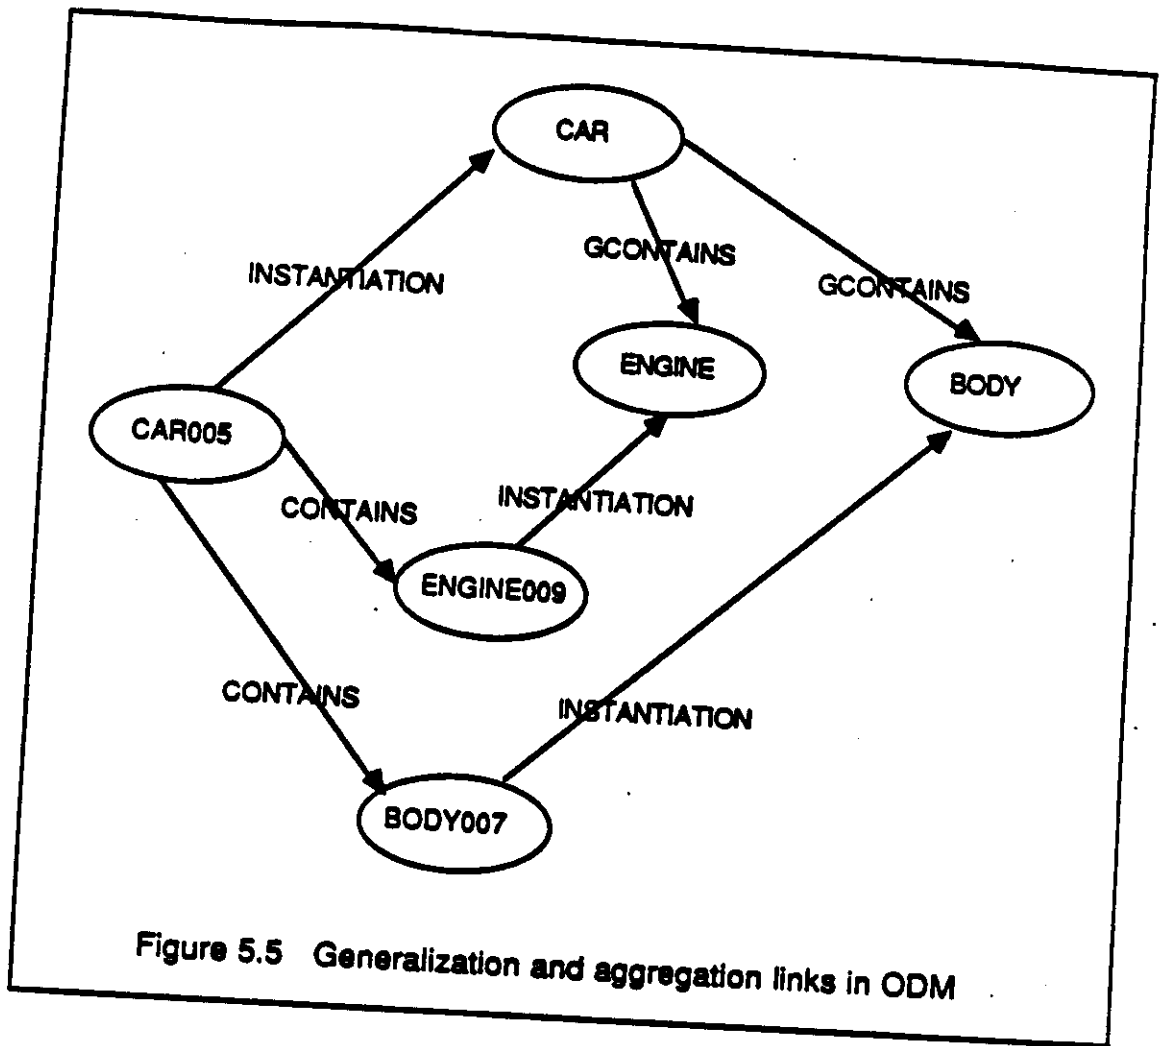 CAR
GCONTAINS
INSTANTIATION
GCONTAINS
ENGINE
BODY
CAR005
CONTAINS
INSTANTIATION
ENGINE009
CONTAINS
INSTANTIATION
BODY007
Figure 5.5 Generalization and aggregation links in ODM